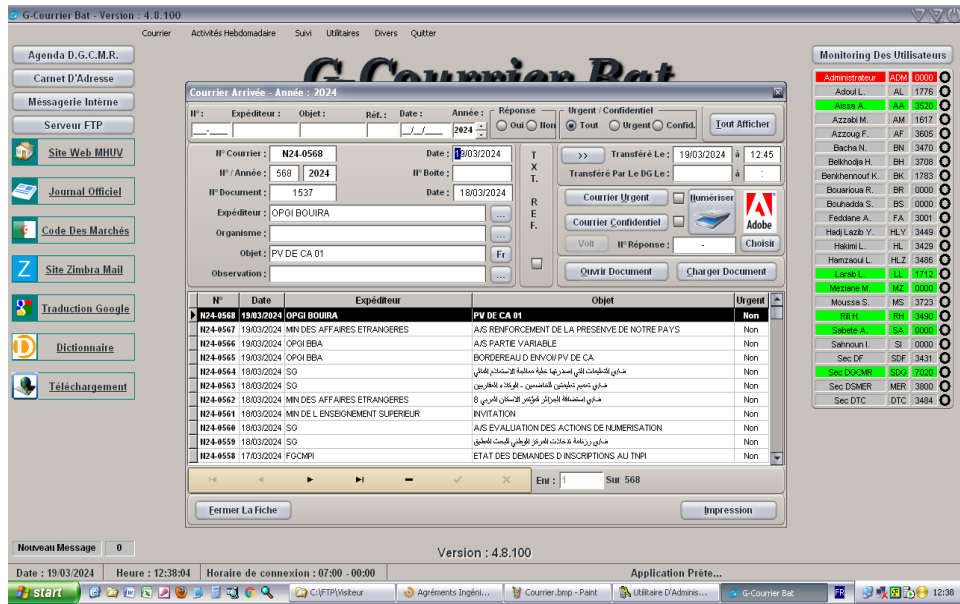 G-Courrier Bat - Version : 4.8.100
Courrier Activités Hebdomadaire Suivi Utilitaires Divers Quitter
G-Courrier Bat
Agenda D.G.C.M.R.
Carnet D'Adresse
Méssagerie Intèrne
Serveur FTP
Site Web MHUV
Journal Officiel
Code Des Marchés
Site Zimbra Mail
Traduction Google
Dictionnaire
Téléchargement
Courrier Arrivée - Année : 2024
N° : Expéditeur : Objet : Réf. : Date : Année : Réponse Urgent / Confidentiel
__-____ __/__/____ 2024 Oui Non Tout Urgent Confid. Tout Afficher
N° Courrier : N24-0568 Date : 19/03/2024
N° / Année : 568 2024 N° Boite :
N° Document : 1537 Date : 18/03/2024
Expéditeur : OPGI BOUIRA ...
Organisme : ...
Objet : PV DE CA 01 Fr
Observation : ...
TXT. REF.
>> Transféré Le : 19/03/2024 à 12:45
Transféré Par Le DG Le : à :
Courrier Urgent Numériser
Courrier Confidentiel Adobe
Voir N° Réponse : - Choisir
Ouvrir Document Charger Document
N° Date Expéditeur Objet Urgent
N24-0568 19/03/2024 OPGI BOUIRA PV DE CA 01 Non
N24-0567 19/03/2024 MIN DES AFFAIRES ETRANGERES A/S RENFORCEMENT DE LA PRESENVE DE NOTRE PAYS Non
N24-0566 19/03/2024 OPGI BBA A/S PARTIE VARIABLE Non
N24-0565 19/03/2024 OPGI BBA BORDEREAU D ENVOI/ PV DE CA Non
N24-0564 18/03/2024 SG Non
N24-0563 18/03/2024 SG Non
N24-0562 18/03/2024 MIN DES AFFAIRES ETRANGERES Non
N24-0561 18/03/2024 MIN DE L ENSEIGNEMENT SUPERIEUR INVITATION Non
N24-0560 18/03/2024 SG A/S EVALUATION DES ACTIONS DE NUMERISATION Non
N24-0559 18/03/2024 SG Non
N24-0558 17/03/2024 FGCMPI ETAT DES DEMANDES D INSCRIPTIONS AU TNPI Non
Enr : 1 Sur 568
Fermer La Fiche Impression
Monitoring Des Utilisateurs
Administrateur ADM 0000
Adoul L. AL 1776
Aissa A. AA 3520
Azzabi M. AM 1617
Azzoug F. AF 3605
Bacha N. BN 3470
Belkhodja H. BH 3708
Benkhennouf K. BK 1783
Bouarioua R. BR 0000
Bouhadda S. BS 0000
Feddane A. FA 3001
Hadj Lazib Y. HLY 3449
Hakimi L. HL 3429
Hamzaoui L. HLZ 3486
Larab L. LL 1712
Meziane M. MZ 0000
Moussa S. MS 3723
Rili H. RH 3490
Sabete A. SA 0000
Sahnoun I. SI 0000
Sec DF SDF 3431
Sec DGCMR SDG 7020
Sec DSMER MER 3800
Sec DTC DTC 3484
Nouveau Message 0
Version : 4.8.100
Date : 19/03/2024 Heure : 12:38:04 Horaire de connexion : 07:00 - 00:00 Application Prète...
start C:\FTP\Visiteur Agréments Ingéni... Courrier.bmp - Paint Utilitaire D'Adminis... G-Courrier Bat FR 12:38